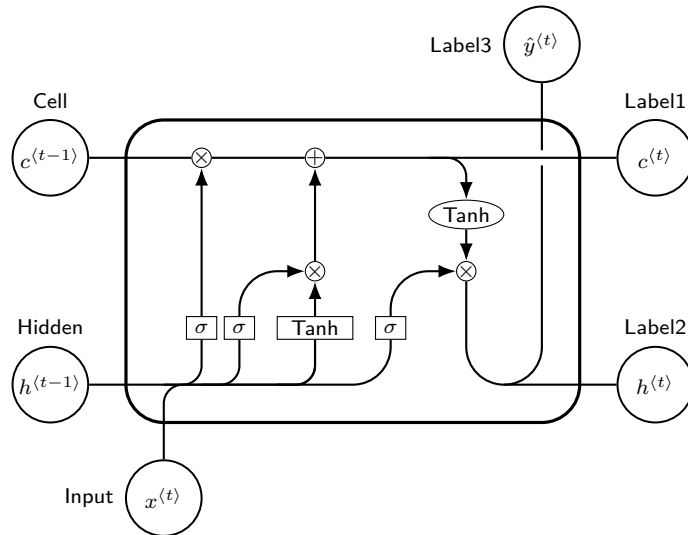 Label3
ŷ⟨t⟩
Cell
Label1
c⟨t−1⟩
×
+
c⟨t⟩
Tanh
×
×
Hidden
σ
σ
Tanh
σ
Label2
h⟨t−1⟩
h⟨t⟩
Input
x⟨t⟩